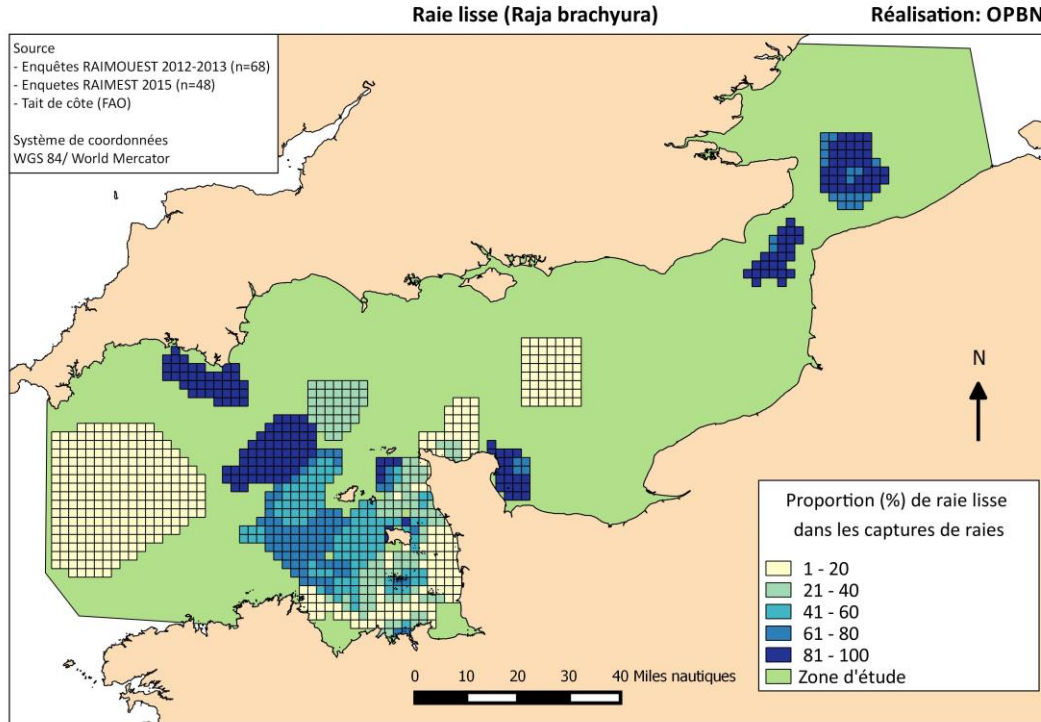 Raie lisse (Raja brachyura)
Réalisation: OPBN
Source
- Enquêtes RAIMOUEST 2012-2013 (n=68)
- Enquetes RAIMEST 2015 (n=48)
- Tait de côte (FAO)
Système de coordonnées
WGS 84/ World Mercator
N
Proportion (%) de raie lisse
dans les captures de raies
1 - 20
21 - 40
41 - 60
61 - 80
81 - 100
Zone d'étude
0 10 20 30 40 Miles nautiques